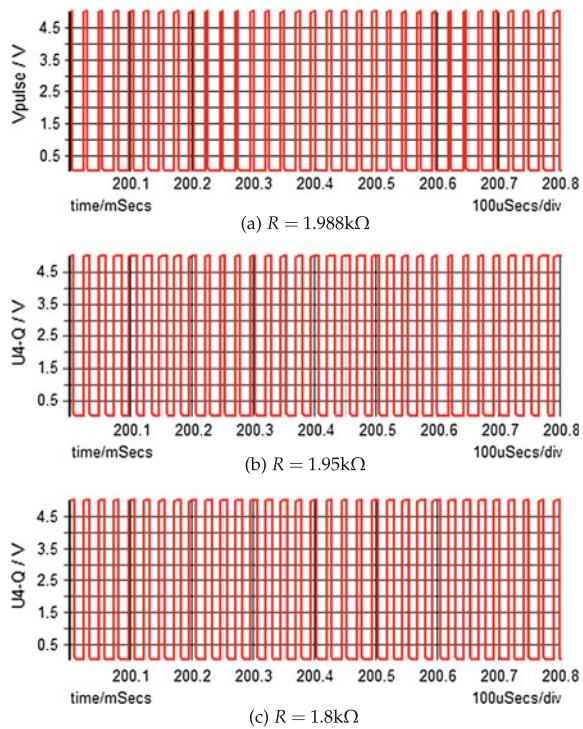 Vpulse / V
4.5
3.5
2.5
1.5
0.5
200.1 200.2 200.3 200.4 200.5 200.6 200.7 200.8
time/mSecs 100uSecs/div
(a) R = 1.988kΩ
U4-Q / V
4.5
3.5
2.5
1.5
0.5
200.1 200.2 200.3 200.4 200.5 200.6 200.7 200.8
time/mSecs 100uSecs/div
(b) R = 1.95kΩ
U4-Q / V
4.5
3.5
2.5
1.5
0.5
200.1 200.2 200.3 200.4 200.5 200.6 200.7 200.8
time/mSecs 100uSecs/div
(c) R = 1.8kΩ